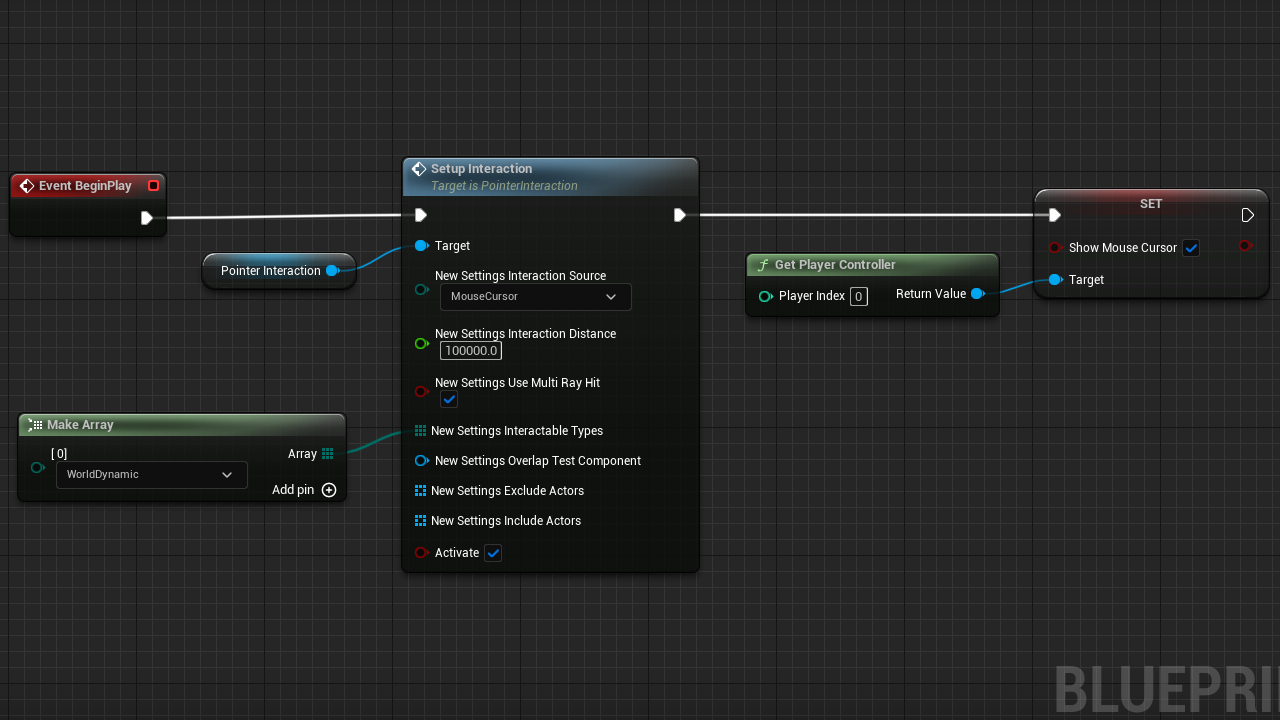 Event BeginPlay
Pointer Interaction
Make Array
[0]
Array
WorldDynamic
Add pin
Setup Interaction
Target is PointerInteraction
Target
New Settings Interaction Source
MouseCursor
New Settings Interaction Distance
100000.0
New Settings Use Multi Ray Hit
New Settings Interactable Types
New Settings Overlap Test Component
New Settings Exclude Actors
New Settings Include Actors
Activate
Get Player Controller
Player Index 0
Return Value
SET
Show Mouse Cursor
Target
BLUEPRI